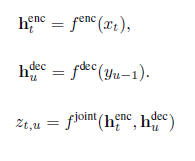 h_t^enc = f^enc(x_t),
h_u^dec = f^dec(y_{u−1}).
z_{t,u} = f^joint(h_t^enc, h_u^dec)